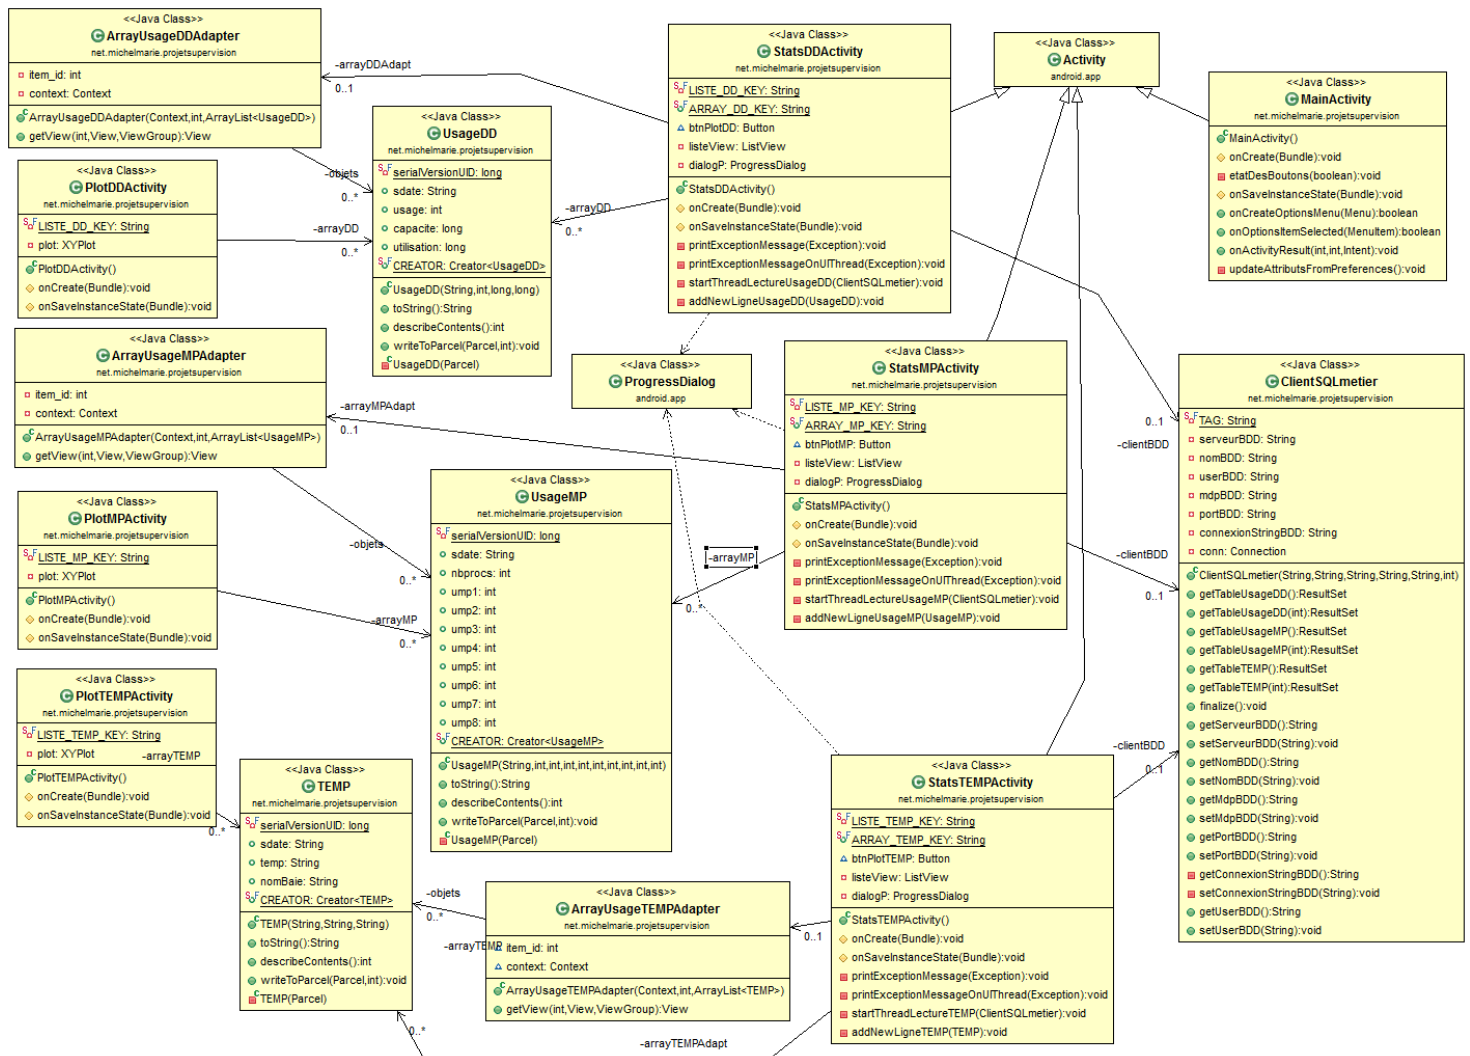 <<Java Class>>
ArrayUsageDDAdapter
net.michelmarie.projetsupervision
item_id: int
context: Context
ArrayUsageDDAdapter(Context,int,ArrayList<UsageDD>)
getView(int,View,ViewGroup):View
-arrayDDAdapt
0..1
-objets
0..*
<<Java Class>>
PlotDDActivity
net.michelmarie.projetsupervision
LISTE_DD_KEY: String
plot: XYPlot
PlotDDActivity()
onCreate(Bundle):void
onSaveInstanceState(Bundle):void
-arrayDD
0..*
<<Java Class>>
UsageDD
net.michelmarie.projetsupervision
serialVersionUID: long
sdate: String
usage: int
capacite: long
utilisation: long
CREATOR: Creator<UsageDD>
UsageDD(String,int,long,long)
toString():String
describeContents():int
writeToParcel(Parcel,int):void
UsageDD(Parcel)
-arrayDD
0..*
<<Java Class>>
StatsDDActivity
net.michelmarie.projetsupervision
LISTE_DD_KEY: String
ARRAY_DD_KEY: String
btnPlotDD: Button
listeView: ListView
dialogP: ProgressDialog
StatsDDActivity()
onCreate(Bundle):void
onSaveInstanceState(Bundle):void
printExceptionMessage(Exception):void
printExceptionMessageOnUIThread(Exception):void
startThreadLectureUsageDD(ClientSQLmetier):void
addNewLigneUsageDD(UsageDD):void
<<Java Class>>
Activity
android.app
<<Java Class>>
MainActivity
net.michelmarie.projetsupervision
MainActivity()
onCreate(Bundle):void
etatDesBoutons(boolean):void
onSaveInstanceState(Bundle):void
onCreateOptionsMenu(Menu):boolean
onOptionsItemSelected(MenuItem):boolean
onActivityResult(int,int,Intent):void
updateAttributsFromPreferences():void
<<Java Class>>
ArrayUsageMPAdapter
net.michelmarie.projetsupervision
item_id: int
context: Context
ArrayUsageMPAdapter(Context,int,ArrayList<UsageMP>)
getView(int,View,ViewGroup):View
-arrayMPAdapt
0..1
-objets
0..*
<<Java Class>>
ProgressDialog
android.app
<<Java Class>>
StatsMPActivity
net.michelmarie.projetsupervision
LISTE_MP_KEY: String
ARRAY_MP_KEY: String
btnPlotMP: Button
listeView: ListView
dialogP: ProgressDialog
StatsMPActivity()
onCreate(Bundle):void
onSaveInstanceState(Bundle):void
printExceptionMessage(Exception):void
printExceptionMessageOnUIThread(Exception):void
startThreadLectureUsageMP(ClientSQLmetier):void
addNewLigneUsageMP(UsageMP):void
-arrayMP
0..*
<<Java Class>>
ClientSQLmetier
net.michelmarie.projetsupervision
TAG: String
serveurBDD: String
nomBDD: String
userBDD: String
mdpBDD: String
portBDD: String
connexionStringBDD: String
conn: Connection
ClientSQLmetier(String,String,String,String,String,int)
getTableUsageDD():ResultSet
getTableUsageDD(int):ResultSet
getTableUsageMP():ResultSet
getTableUsageMP(int):ResultSet
getTableTEMP():ResultSet
getTableTEMP(int):ResultSet
finalize():void
getServeurBDD():String
setServeurBDD(String):void
getNomBDD():String
setNomBDD(String):void
getMdpBDD():String
setMdpBDD(String):void
getPortBDD():String
setPortBDD(String):void
getConnexionStringBDD():String
setConnexionStringBDD(String):void
getUserBDD():String
setUserBDD(String):void
0..1
-clientBDD
-clientBDD
0..1
-clientBDD
0..1
<<Java Class>>
PlotMPActivity
net.michelmarie.projetsupervision
LISTE_MP_KEY: String
plot: XYPlot
PlotMPActivity()
onCreate(Bundle):void
onSaveInstanceState(Bundle):void
-arrayMP
0..*
<<Java Class>>
UsageMP
net.michelmarie.projetsupervision
serialVersionUID: long
sdate: String
nbprocs: int
ump1: int
ump2: int
ump3: int
ump4: int
ump5: int
ump6: int
ump7: int
ump8: int
CREATOR: Creator<UsageMP>
UsageMP(String,int,int,int,int,int,int,int,int,int)
toString():String
describeContents():int
writeToParcel(Parcel,int):void
UsageMP(Parcel)
<<Java Class>>
PlotTEMPActivity
net.michelmarie.projetsupervision
LISTE_TEMP_KEY: String
plot: XYPlot
PlotTEMPActivity()
onCreate(Bundle):void
onSaveInstanceState(Bundle):void
-arrayTEMP
0..*
<<Java Class>>
TEMP
net.michelmarie.projetsupervision
serialVersionUID: long
sdate: String
temp: String
nomBaie: String
CREATOR: Creator<TEMP>
TEMP(String,String,String)
toString():String
describeContents():int
writeToParcel(Parcel,int):void
TEMP(Parcel)
-objets
0..*
-arrayTEMP
0..*
<<Java Class>>
ArrayUsageTEMPAdapter
net.michelmarie.projetsupervision
item_id: int
context: Context
ArrayUsageTEMPAdapter(Context,int,ArrayList<TEMP>)
getView(int,View,ViewGroup):View
0..1
-arrayTEMPAdapt
<<Java Class>>
StatsTEMPActivity
net.michelmarie.projetsupervision
LISTE_TEMP_KEY: String
ARRAY_TEMP_KEY: String
btnPlotTEMP: Button
listeView: ListView
dialogP: ProgressDialog
StatsTEMPActivity()
onCreate(Bundle):void
onSaveInstanceState(Bundle):void
printExceptionMessage(Exception):void
printExceptionMessageOnUIThread(Exception):void
startThreadLectureTEMP(ClientSQLmetier):void
addNewLigneTEMP(TEMP):void